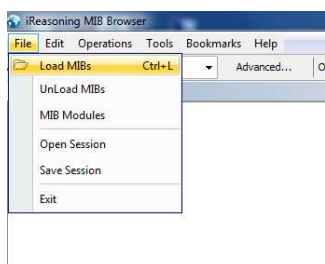 iReasoning MIB Browser
File Edit Operations Tools Bookmarks Help
Load MIBs Ctrl+L
Advanced...
UnLoad MIBs
MIB Modules
Open Session
Save Session
Exit